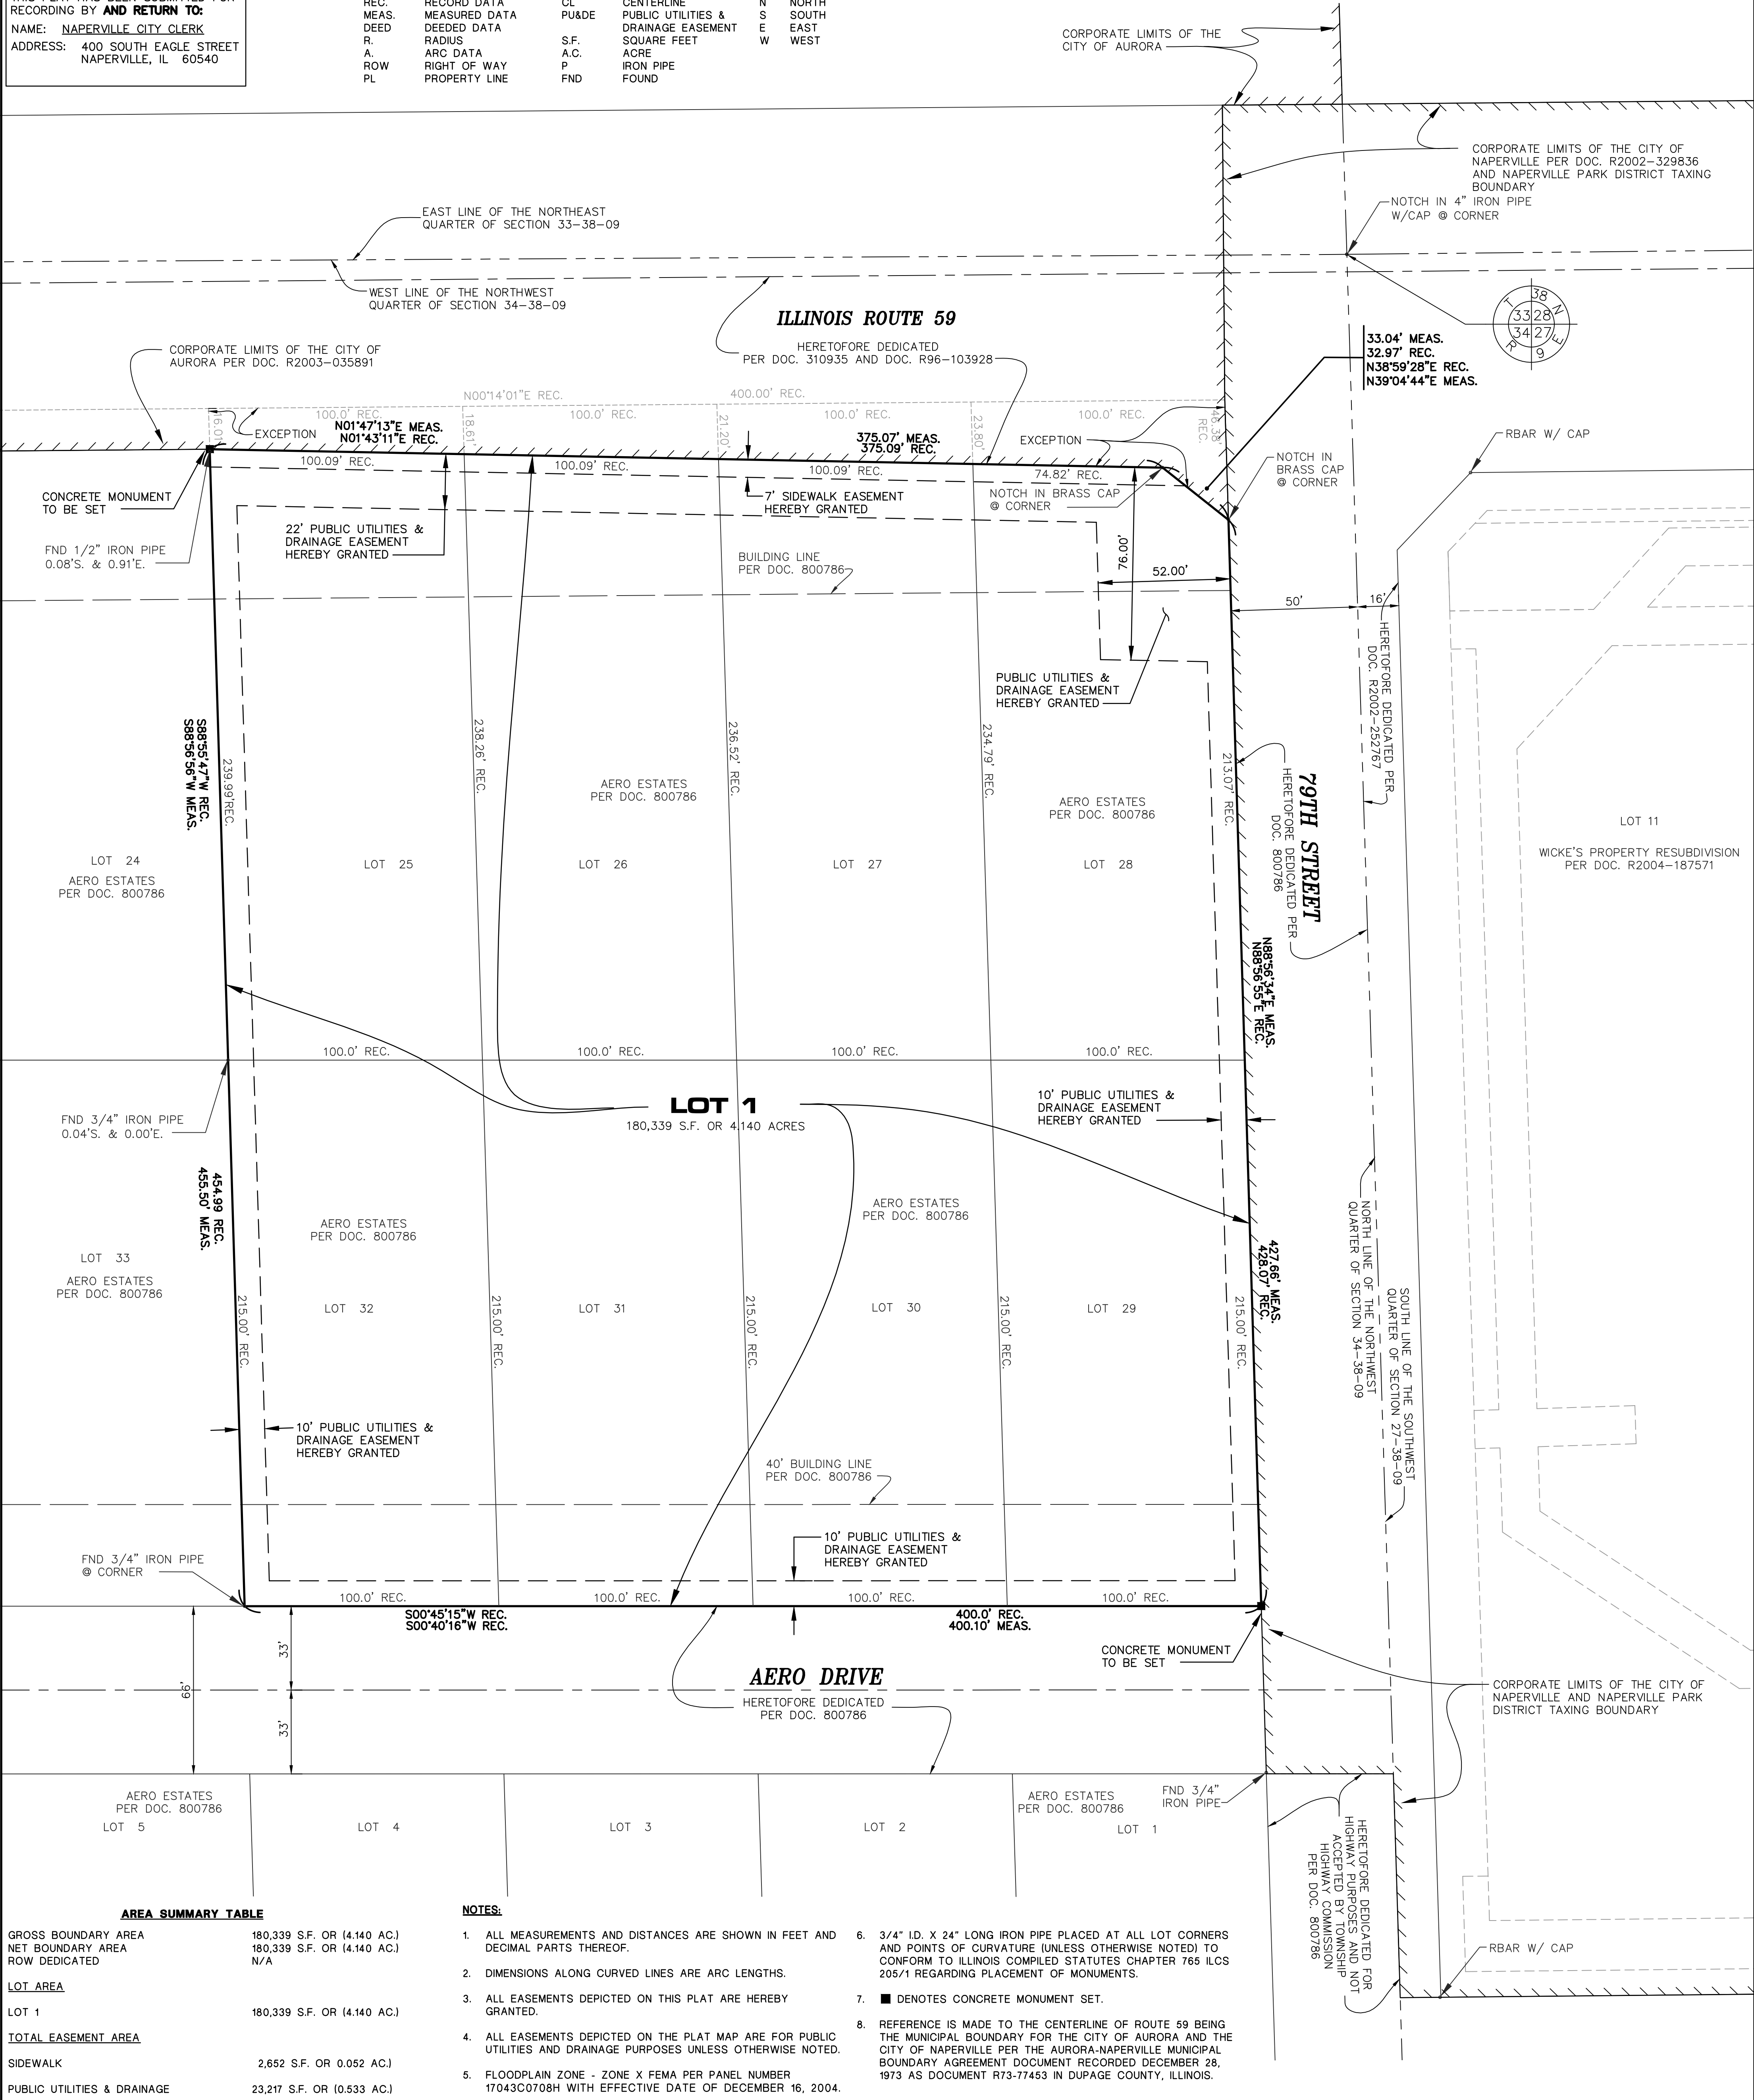 RECORDING BY AND RETURN TO:
NAME: NAPERVILLE CITY CLERK
ADDRESS: 400 SOUTH EAGLE STREET
NAPERVILLE, IL 60540
REC. RECORD DATA CL CENTERLINE N NORTH
MEAS. MEASURED DATA PU&DE PUBLIC UTILITIES & S SOUTH
DEED DEEDED DATA DRAINAGE EASEMENT E EAST
R. RADIUS S.F. SQUARE FEET W WEST
A. ARC DATA A.C. ACRE
ROW RIGHT OF WAY P IRON PIPE
PL PROPERTY LINE FND FOUND
CORPORATE LIMITS OF THE
CITY OF AURORA
CORPORATE LIMITS OF THE CITY OF
NAPERVILLE PER DOC. R2002-329836
AND NAPERVILLE PARK DISTRICT TAXING
BOUNDARY
NOTCH IN 4" IRON PIPE
W/CAP @ CORNER
EAST LINE OF THE NORTHEAST
QUARTER OF SECTION 33-38-09
WEST LINE OF THE NORTHWEST
QUARTER OF SECTION 34-38-09
ILLINOIS ROUTE 59
HERETOFORE DEDICATED
PER DOC. 310935 AND DOC. R96-103928
T 38 N
33 28
34 27
R 9 E
33.04' MEAS.
32.97' REC.
N38°59'28"E REC.
N39°04'44"E MEAS.
CORPORATE LIMITS OF THE CITY OF
AURORA PER DOC. R2003-035891
N00°14'01"E REC.
400.00' REC.
100.0' REC.
100.0' REC.
100.0' REC.
100.0' REC.
16.01'
18.61'
21.20'
23.80'
46.38'
REC.
EXCEPTION
N01°47'13"E MEAS.
N01°43'11"E REC.
375.07' MEAS.
375.09' REC.
EXCEPTION
100.09' REC.
100.09' REC.
100.09' REC.
74.82' REC.
RBAR W/ CAP
NOTCH IN
BRASS CAP
@ CORNER
CONCRETE MONUMENT
TO BE SET
NOTCH IN BRASS CAP
@ CORNER
7' SIDEWALK EASEMENT
HEREBY GRANTED
22' PUBLIC UTILITIES &
DRAINAGE EASEMENT
HEREBY GRANTED
FND 1/2" IRON PIPE
0.08'S. & 0.91'E.
BUILDING LINE
PER DOC. 800786
76.00'
52.00'
50'
16'
HERETOFORE DEDICATED PER
DOC. R2002-252767
PUBLIC UTILITIES &
DRAINAGE EASEMENT
HEREBY GRANTED
S88°55'47"W REC.
S88°56'56"W MEAS.
239.99'REC.
238.26' REC.
236.52' REC.
234.79' REC.
213.07' REC.
79TH STREET
HERETOFORE DEDICATED PER
DOC. 800786
AERO ESTATES
PER DOC. 800786
AERO ESTATES
PER DOC. 800786
LOT 11
WICKE'S PROPERTY RESUBDIVISION
PER DOC. R2004-187571
LOT 24
AERO ESTATES
PER DOC. 800786
LOT 25
LOT 26
LOT 27
LOT 28
N88°56'34"E MEAS.
N88°56'55"E REC.
100.0' REC.
100.0' REC.
100.0' REC.
100.0' REC.
FND 3/4" IRON PIPE
0.04'S. & 0.00'E.
LOT 1
180,339 S.F. OR 4.140 ACRES
10' PUBLIC UTILITIES &
DRAINAGE EASEMENT
HEREBY GRANTED
454.99 REC.
455.50' MEAS.
AERO ESTATES
PER DOC. 800786
AERO ESTATES
PER DOC. 800786
LOT 33
AERO ESTATES
PER DOC. 800786
427.66' MEAS.
428.07' REC.
NORTH LINE OF THE NORTHWEST
QUARTER OF SECTION 34-38-09
SOUTH LINE OF THE SOUTHWEST
QUARTER OF SECTION 27-38-09
LOT 32
LOT 31
LOT 30
LOT 29
215.00' REC.
215.00' REC.
215.00' REC.
215.00' REC.
215.00' REC.
10' PUBLIC UTILITIES &
DRAINAGE EASEMENT
HEREBY GRANTED
40' BUILDING LINE
PER DOC. 800786
10' PUBLIC UTILITIES &
DRAINAGE EASEMENT
HEREBY GRANTED
FND 3/4" IRON PIPE
@ CORNER
100.0' REC.
100.0' REC.
100.0' REC.
100.0' REC.
S00°45'15"W REC.
S00°40'16"W REC.
400.0' REC.
400.10' MEAS.
CONCRETE MONUMENT
TO BE SET
33'
66'
33'
AERO DRIVE
HERETOFORE DEDICATED
PER DOC. 800786
CORPORATE LIMITS OF THE CITY OF
NAPERVILLE AND NAPERVILLE PARK
DISTRICT TAXING BOUNDARY
AERO ESTATES
PER DOC. 800786
AERO ESTATES
PER DOC. 800786
FND 3/4"
IRON PIPE
LOT 5
LOT 4
LOT 3
LOT 2
LOT 1
HERETOFORE DEDICATED FOR
HIGHWAY PURPOSES AND NOT
ACCEPTED BY TOWNSHIP
HIGHWAY COMMISSION
PER DOC. 800786
RBAR W/ CAP
AREA SUMMARY TABLE
GROSS BOUNDARY AREA 180,339 S.F. OR (4.140 AC.)
NET BOUNDARY AREA 180,339 S.F. OR (4.140 AC.)
ROW DEDICATED N/A
LOT AREA
LOT 1 180,339 S.F. OR (4.140 AC.)
TOTAL EASEMENT AREA
SIDEWALK 2,652 S.F. OR 0.052 AC.)
PUBLIC UTILITIES & DRAINAGE 23,217 S.F. OR (0.533 AC.)
NOTES:
1. ALL MEASUREMENTS AND DISTANCES ARE SHOWN IN FEET AND
DECIMAL PARTS THEREOF.
2. DIMENSIONS ALONG CURVED LINES ARE ARC LENGTHS.
3. ALL EASEMENTS DEPICTED ON THIS PLAT ARE HEREBY
GRANTED.
4. ALL EASEMENTS DEPICTED ON THE PLAT MAP ARE FOR PUBLIC
UTILITIES AND DRAINAGE PURPOSES UNLESS OTHERWISE NOTED.
5. FLOODPLAIN ZONE - ZONE X FEMA PER PANEL NUMBER
17043C0708H WITH EFFECTIVE DATE OF DECEMBER 16, 2004.
6. 3/4" I.D. X 24" LONG IRON PIPE PLACED AT ALL LOT CORNERS
AND POINTS OF CURVATURE (UNLESS OTHERWISE NOTED) TO
CONFORM TO ILLINOIS COMPILED STATUTES CHAPTER 765 ILCS
205/1 REGARDING PLACEMENT OF MONUMENTS.
7. ■ DENOTES CONCRETE MONUMENT SET.
8. REFERENCE IS MADE TO THE CENTERLINE OF ROUTE 59 BEING
THE MUNICIPAL BOUNDARY FOR THE CITY OF AURORA AND THE
CITY OF NAPERVILLE PER THE AURORA-NAPERVILLE MUNICIPAL
BOUNDARY AGREEMENT DOCUMENT RECORDED DECEMBER 28,
1973 AS DOCUMENT R73-77453 IN DUPAGE COUNTY, ILLINOIS.